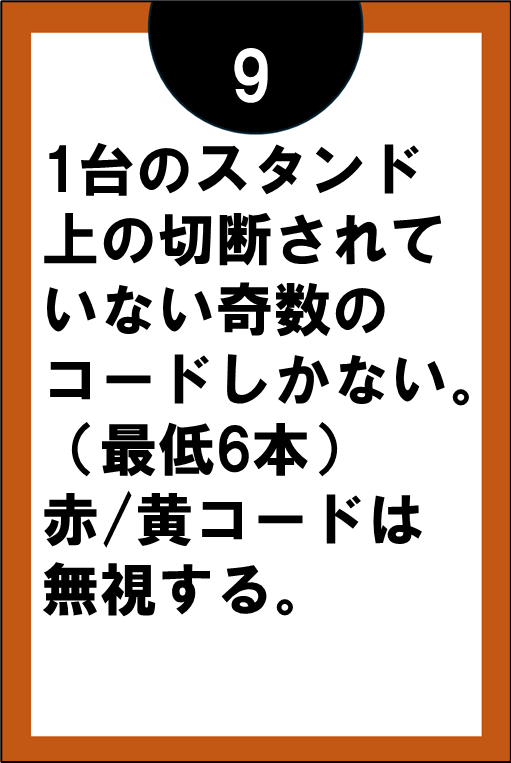 9
1台のスタンド
上の切断されて
いない奇数の
コードしかない。
（最低6本）
赤/黄コードは
無視する。